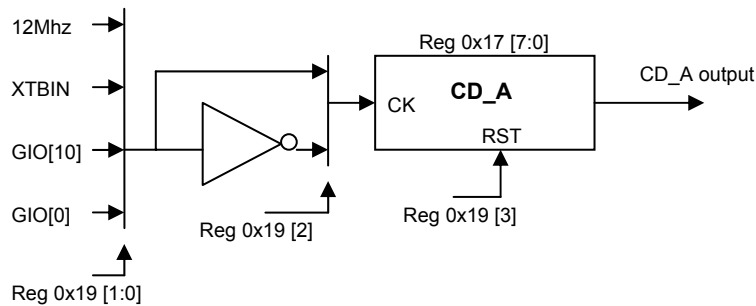 12Mhz
XTBIN
GIO[10]
GIO[0]
Reg 0x19 [1:0]
Reg 0x19 [2]
Reg 0x17 [7:0]
CD_A
CK
RST
Reg 0x19 [3]
CD_A output